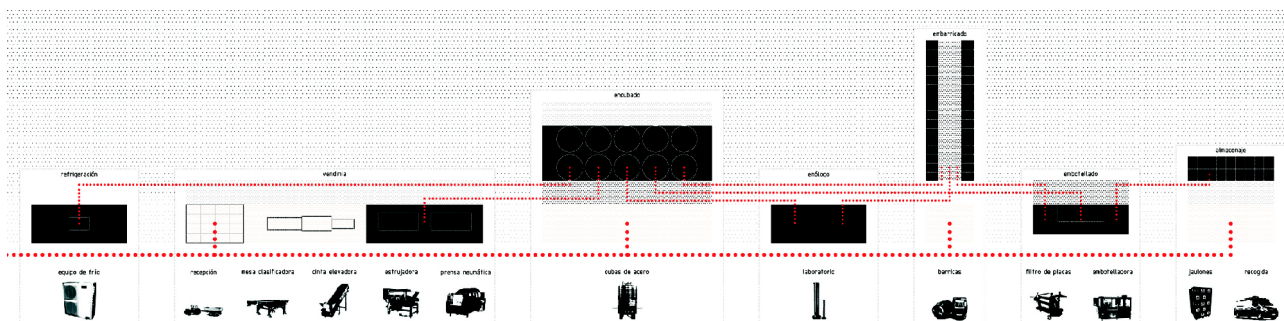 embarricado
encubado
almacenaje
refrigeración
vendimia
enólogo
embotellado
equipo de frío
recepción
mesa clasificadora
cinta elevadora
estrujadora
prensa neumática
cubas de acero
laboratorio
barricas
filtro de placas
embotelladora
jaulones
recogida